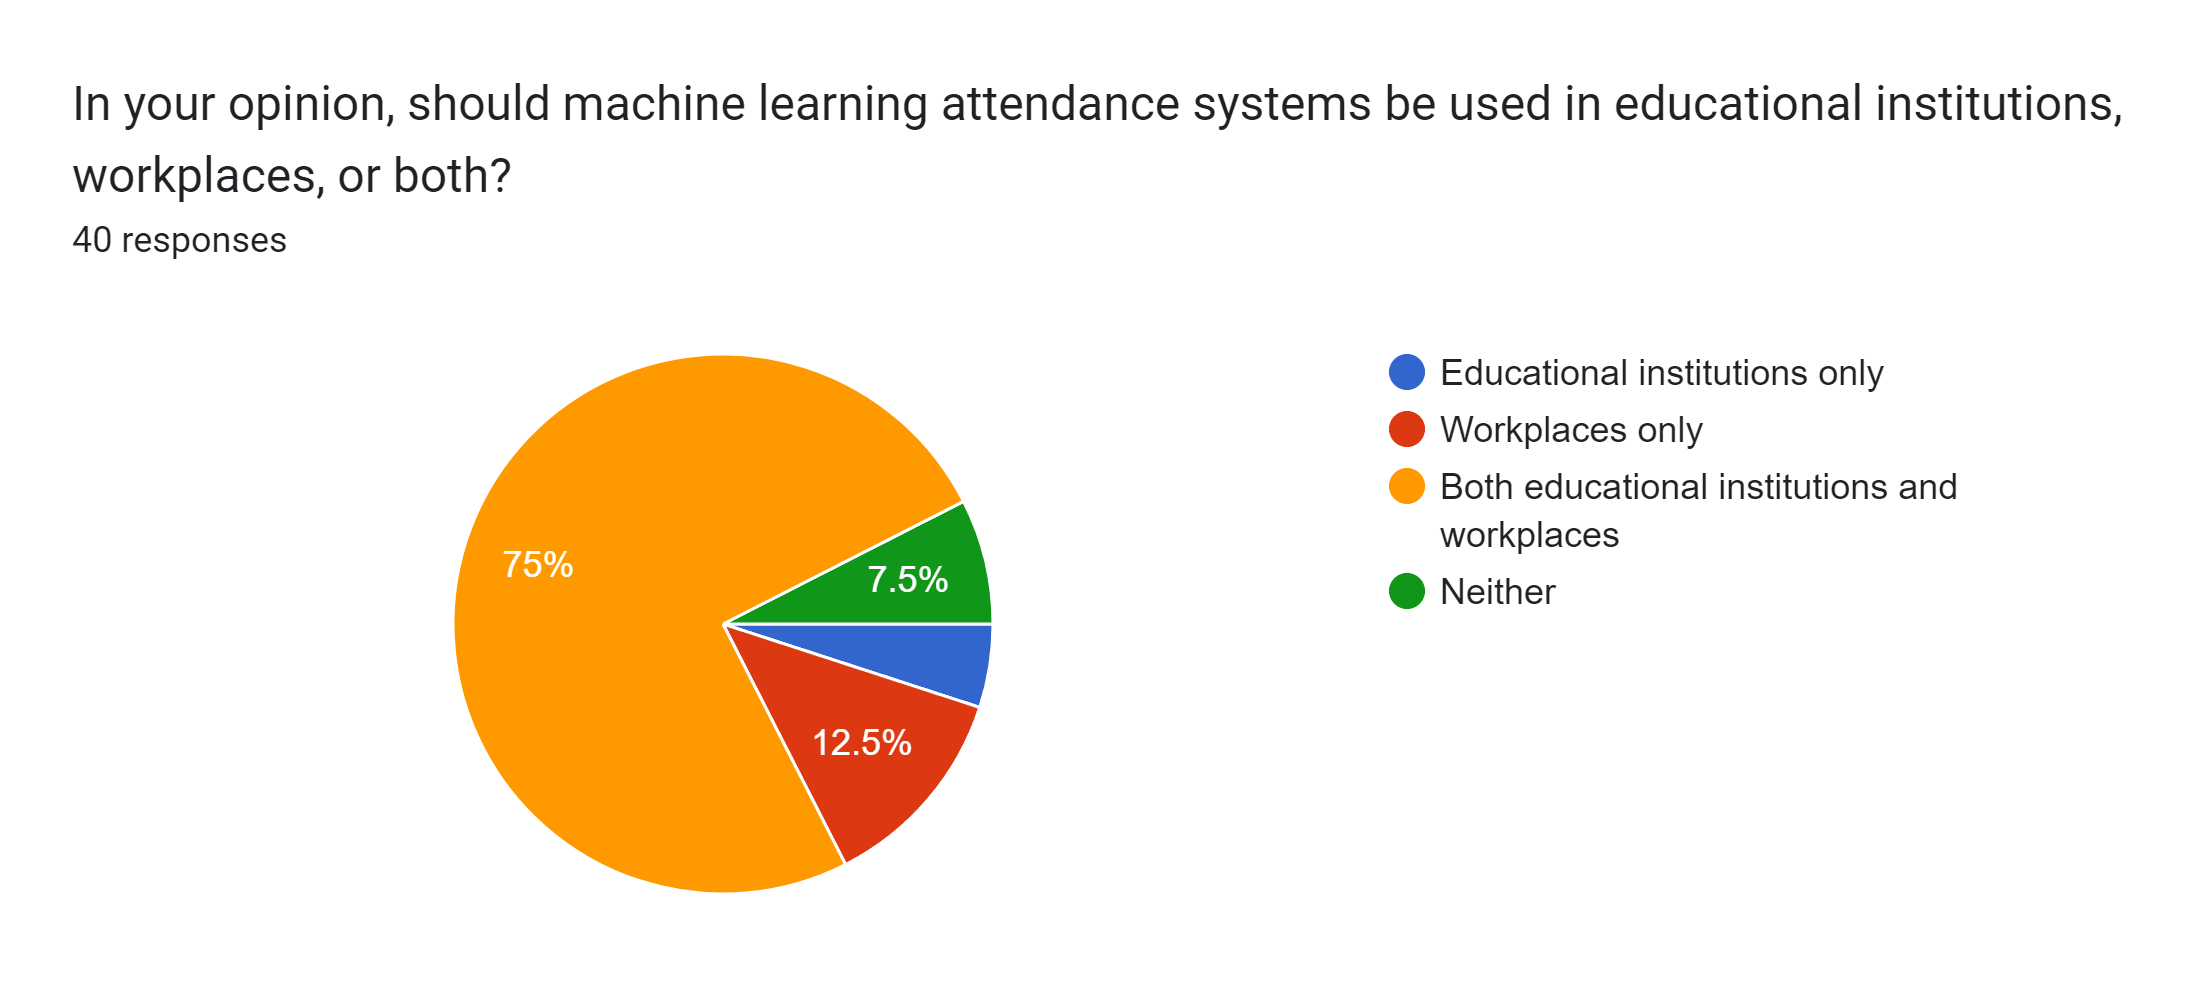 In your opinion, should machine learning attendance systems be used in educational institutions,
workplaces, or both?
40 responses
75%
7.5%
12.5%
Educational institutions only
Workplaces only
Both educational institutions and
workplaces
Neither